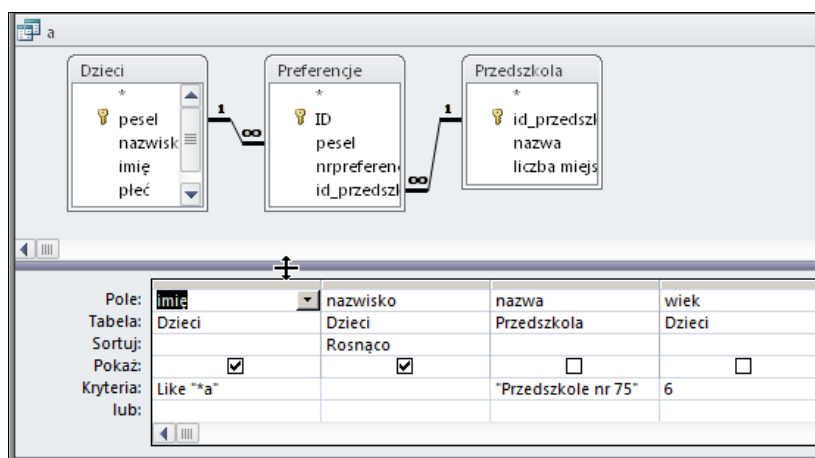 a
Dzieci
*
pesel
nazwisk
imię
płeć
1
∞
Preferencje
*
ID
pesel
nrpreferen
id_przedszl
1
∞
Przedszkola
*
id_przedszl
nazwa
liczba miejs
Pole: imię nazwisko nazwa wiek
Tabela: Dzieci Dzieci Przedszkola Dzieci
Sortuj: Rosnąco
Pokaż:
Kryteria: Like "*a" "Przedszkole nr 75" 6
lub: